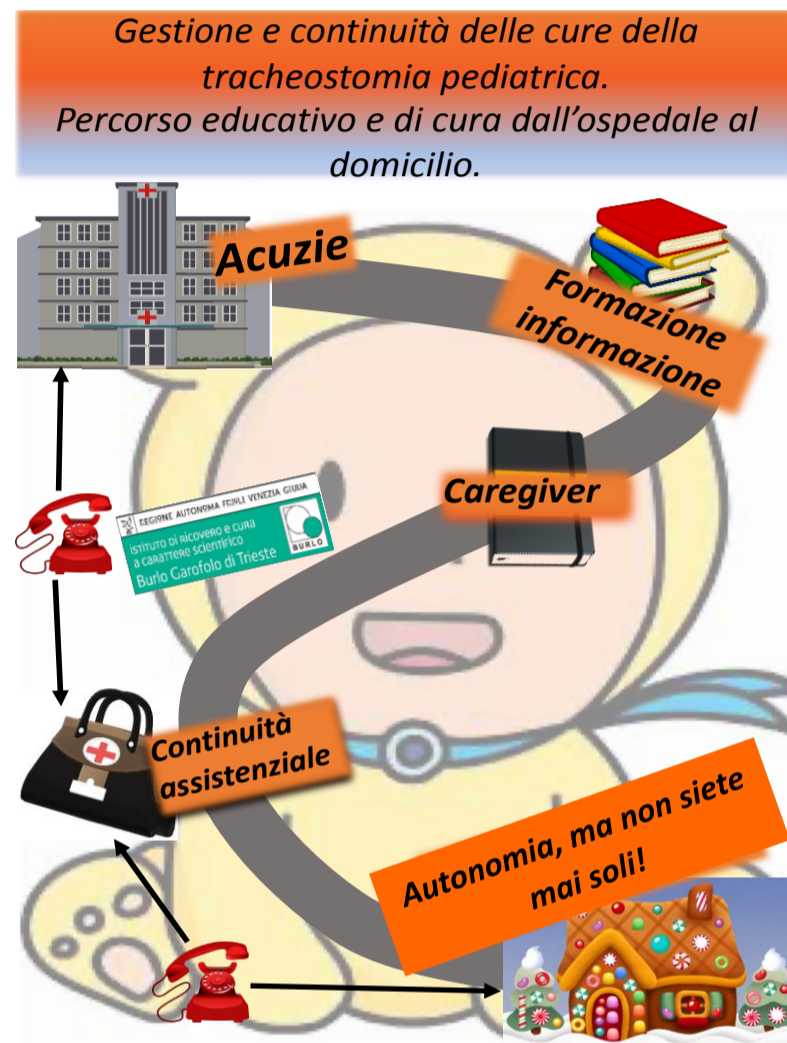 Gestione e continuità delle cure della
tracheostomia pediatrica.
Percorso educativo e di cura dall'ospedale al
domicilio.
Acuzie
Formazione
informazione
Caregiver
REGIONE AUTONOMA FRIULI VENEZIA GIULIA
ISTITUTO DI RICOVERO E CURA
A CARATTERE SCIENTIFICO
Burlo Garofolo di Trieste
BURLO
Continuità
assistenziale
Autonomia, ma non siete
mai soli!